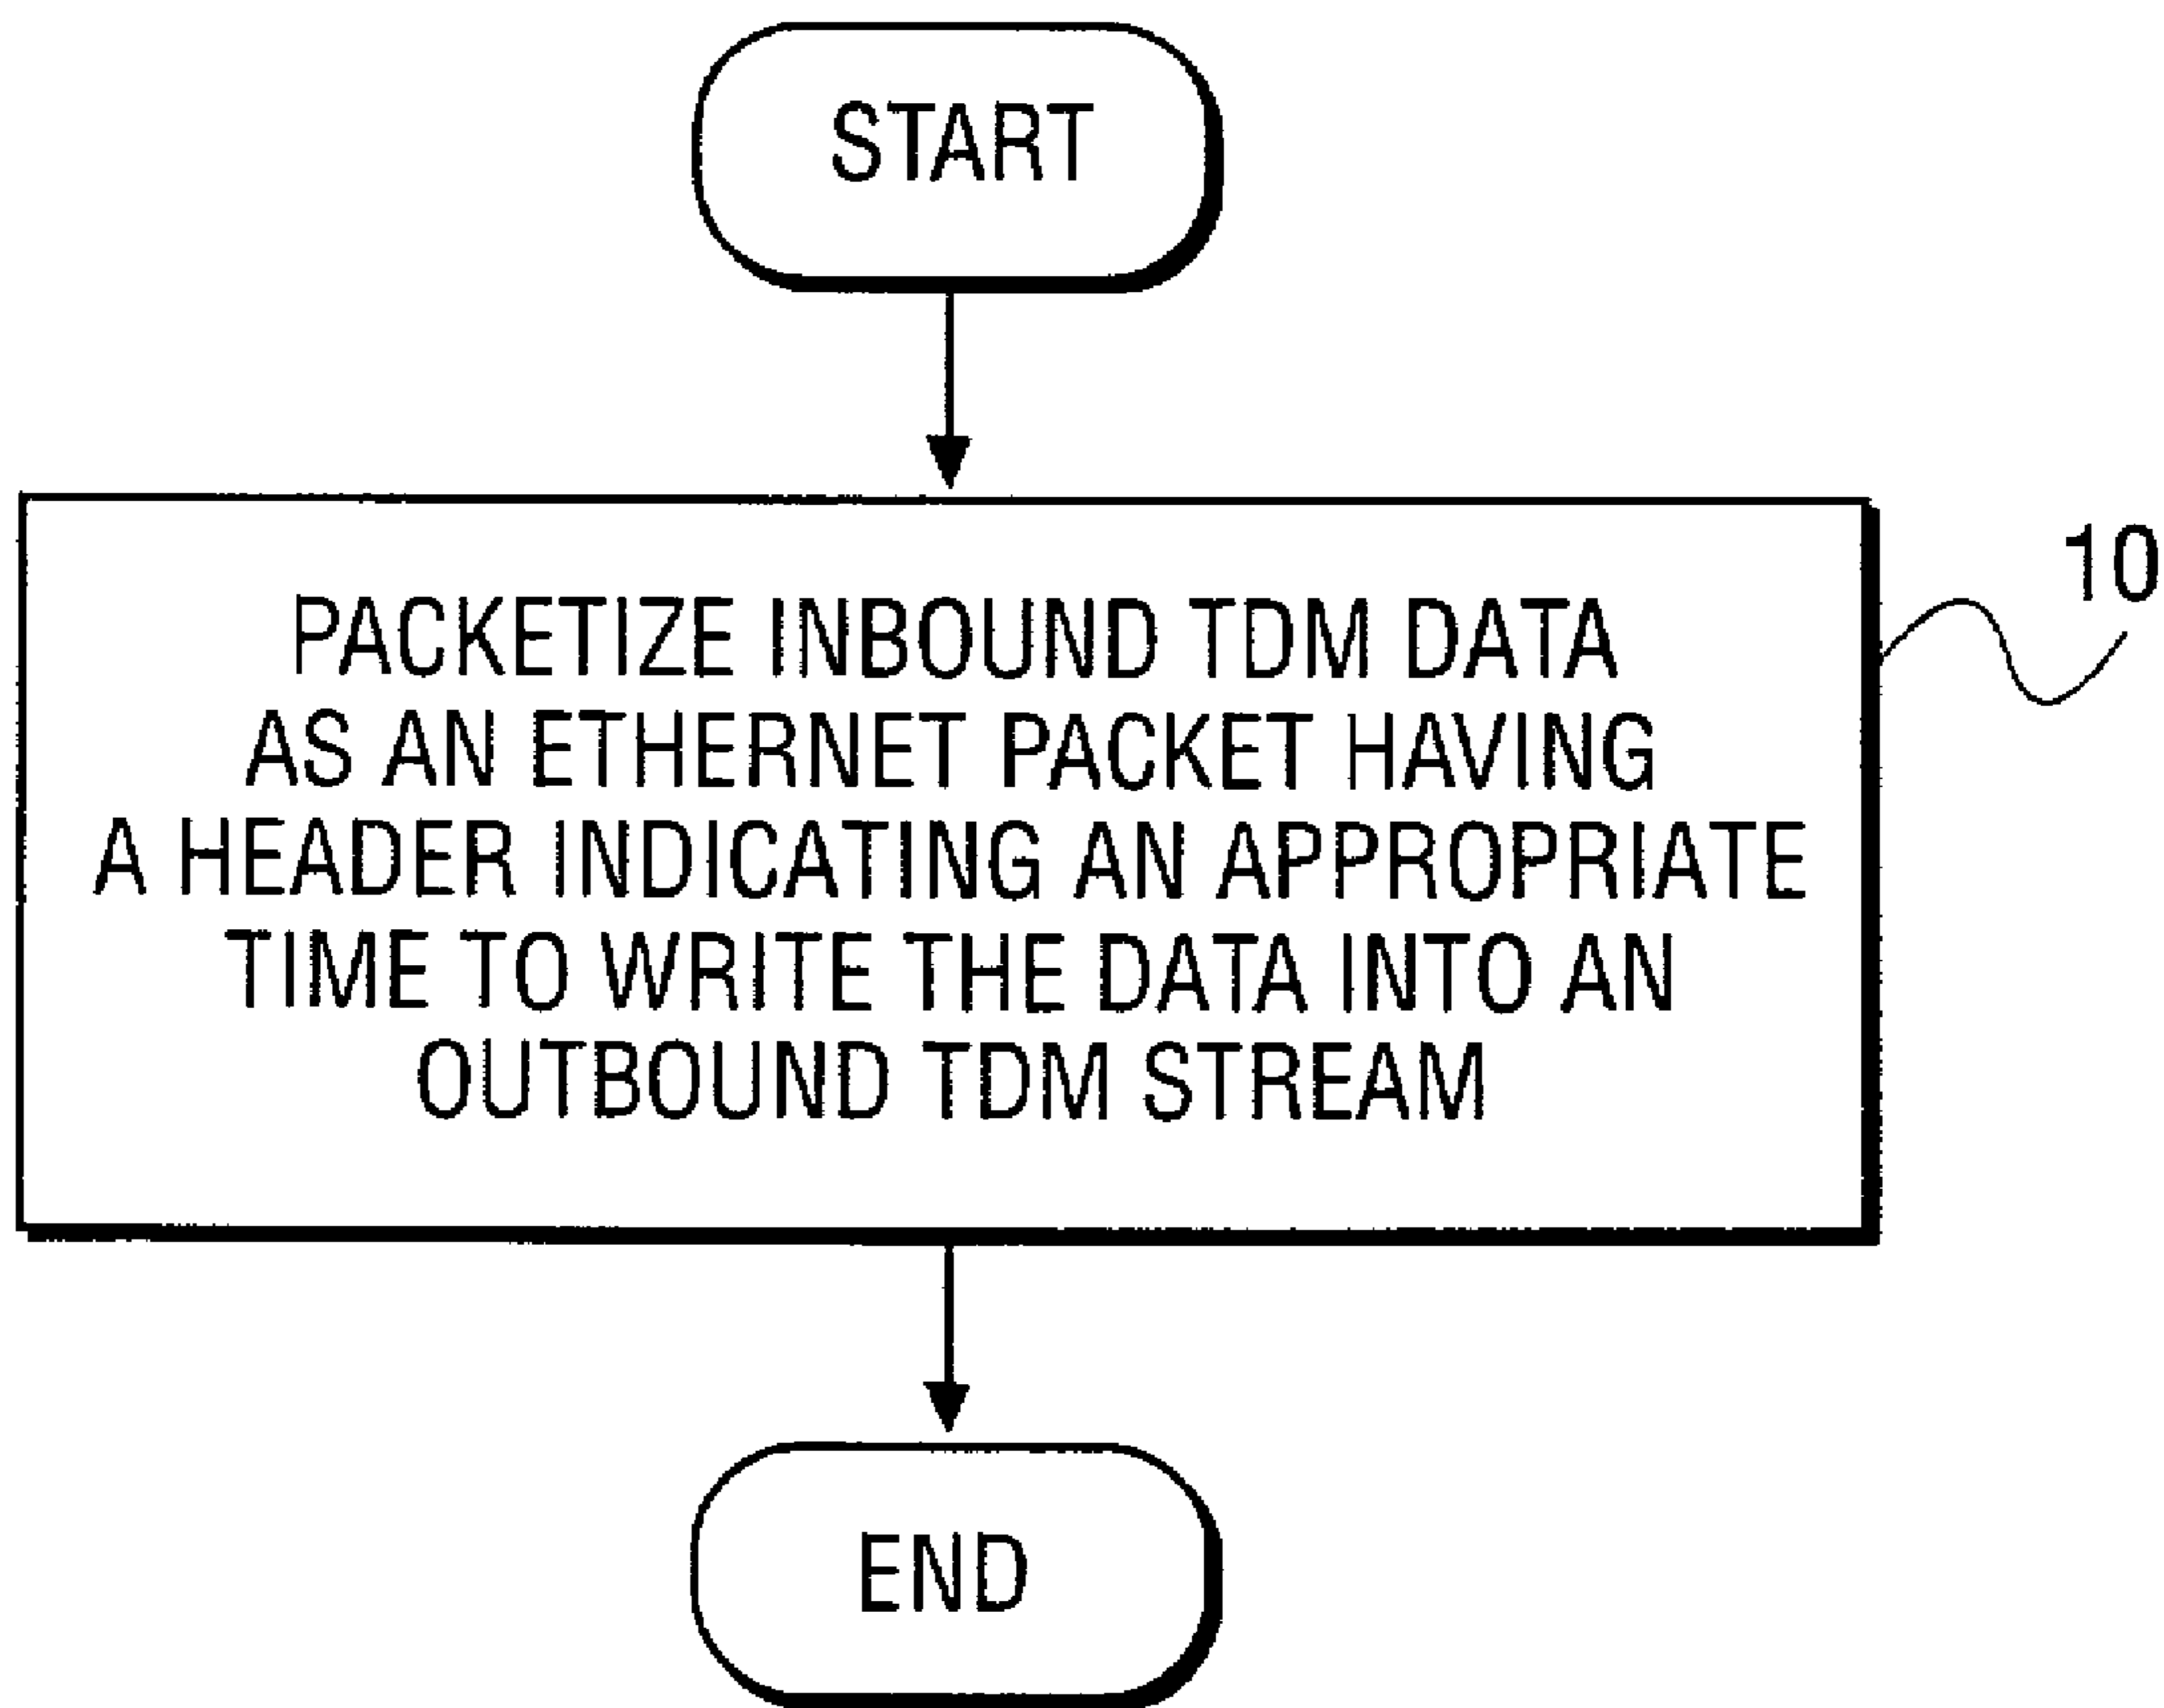 START
PACKETIZE INBOUND TDM DATA
AS AN ETHERNET PACKET HAVING
A HEADER INDICATING AN APPROPRIATE
TIME TO WRITE THE DATA INTO AN
OUTBOUND TDM STREAM
10
END